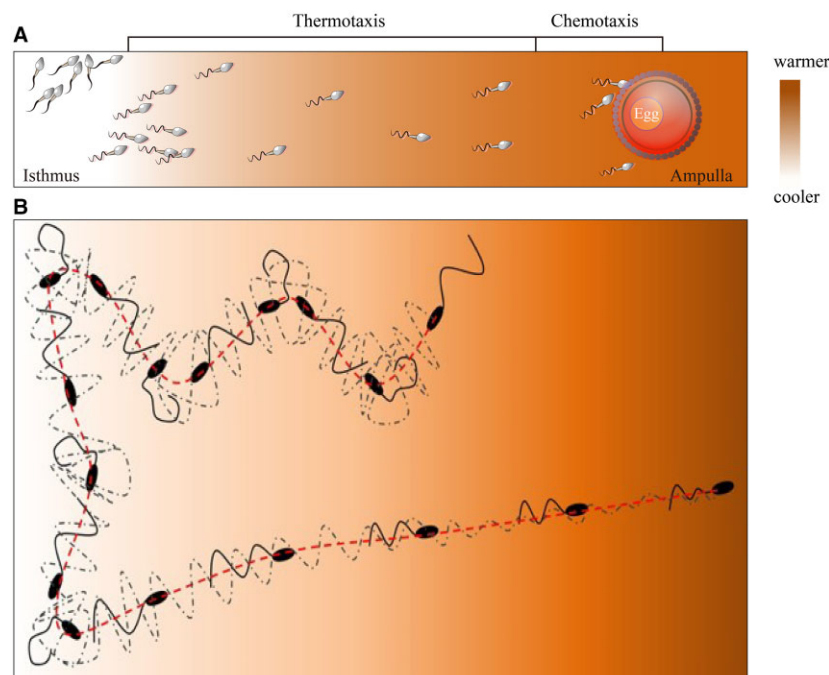 Thermotaxis
Chemotaxis
A
warmer
Egg
Isthmus
Ampulla
cooler
B